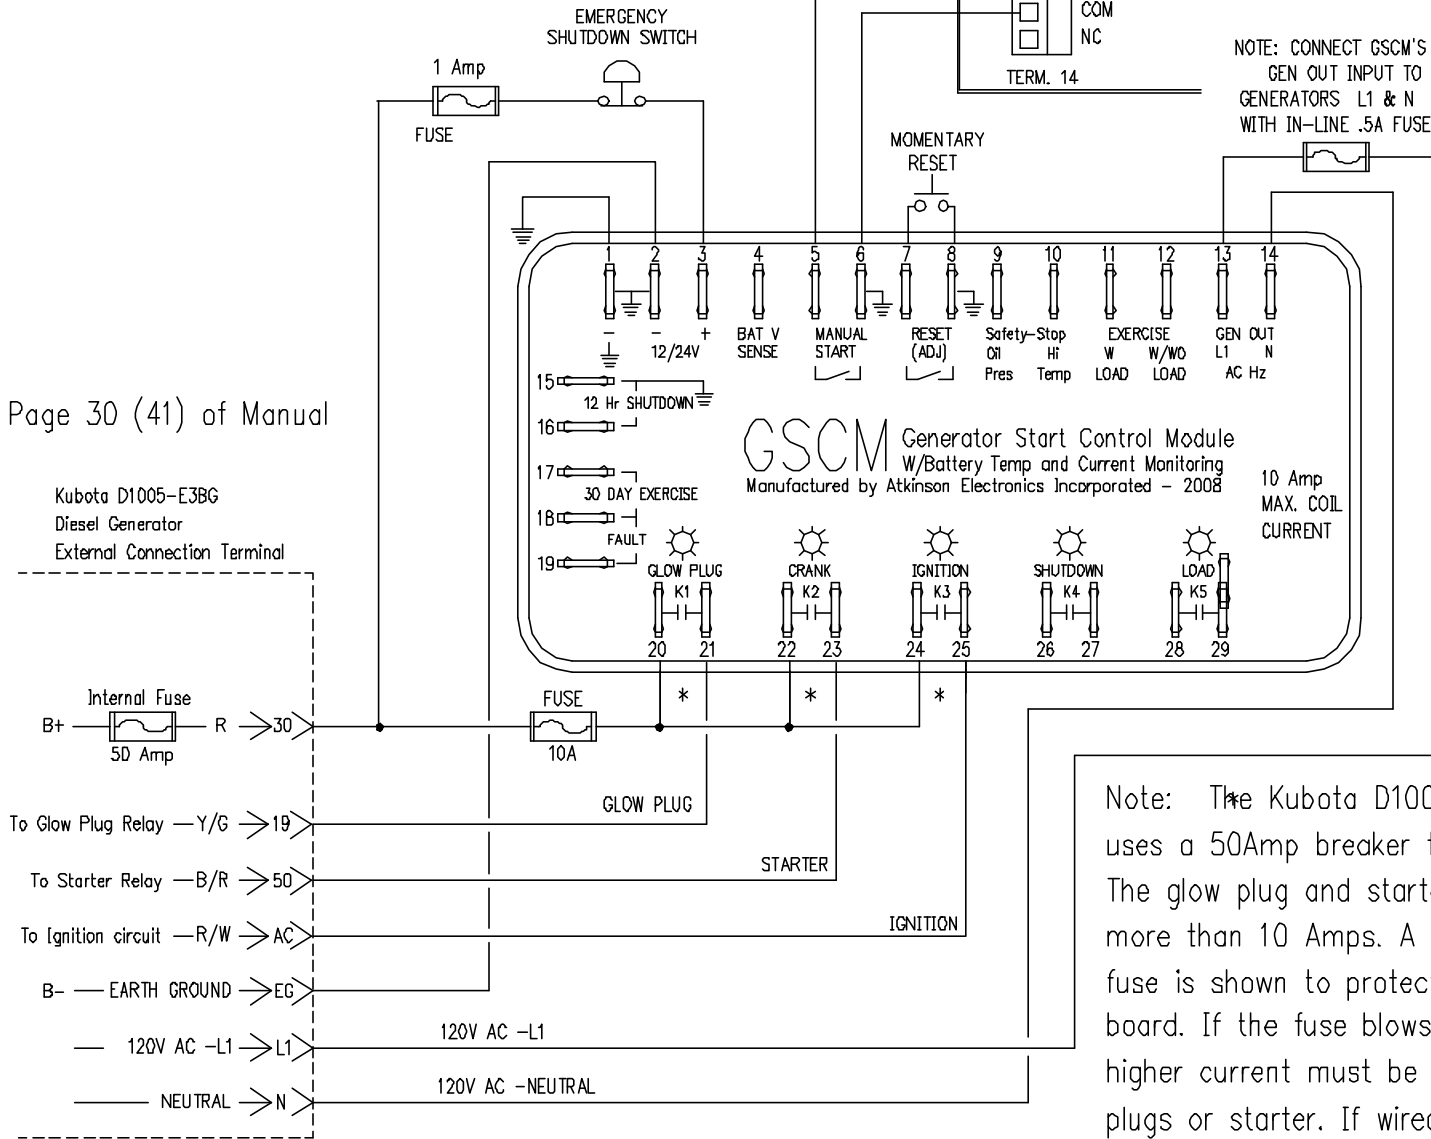 EMERGENCY
SHUTDOWN SWITCH
1 Amp
FUSE
COM
NC
TERM. 14
NOTE: CONNECT GSCM'S
GEN OUT INPUT TO
GENERATORS L1 & N
WITH IN-LINE .5A FUSE
MOMENTARY
RESET
1 2 3 4 5 6 7 8 9 10 11 12 13 14
- - +
12/24V
BAT V
SENSE
MANUAL
START
RESET
(ADJ)
Safety-Stop
Oil Hi
Pres Temp
EXERCISE
W W/WO
LOAD LOAD
GEN OUT
L1 N
AC Hz
15
12 Hr SHUTDOWN
16
17
30 DAY EXERCISE
18
FAULT
19
GSCM
Generator Start Control Module
W/Battery Temp and Current Monitoring
Manufactured by Atkinson Electronics Incorporated - 2008
10 Amp
MAX. COIL
CURRENT
GLOW PLUG CRANK IGNITION SHUTDOWN LOAD
K1 K2 K3 K4 K5
20 21 22 23 24 25 26 27 28 29
* * *
Page 30 (41) of Manual
Kubota D1005-E3BG
Diesel Generator
External Connection Terminal
Internal Fuse
B+ R 30
50 Amp
FUSE
10A
GLOW PLUG
To Glow Plug Relay Y/G 19
STARTER
To Starter Relay B/R 50
IGNITION
To Ignition circuit R/W AC
B- EARTH GROUND EG
120V AC -L1
120V AC -L1 L1
120V AC -NEUTRAL
NEUTRAL N
Note: The Kubota D100
*
uses a 50Amp breaker f
The glow plug and start
more than 10 Amps. A
fuse is shown to protec
board. If the fuse blows
higher current must be
plugs or starter. If wired